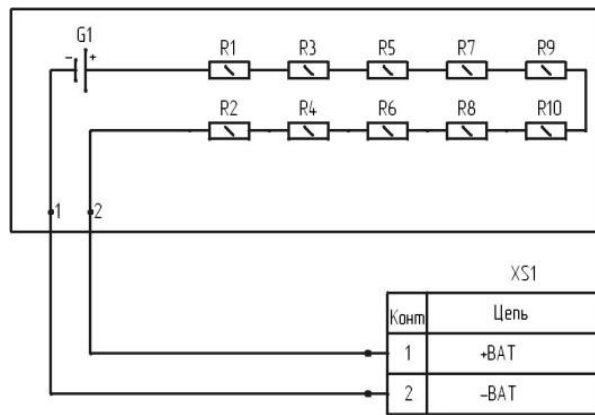 G1
- +
R1 R3 R5 R7 R9
R2 R4 R6 R8 R10
1 2
XS1
Конт Цепь
1 +BAT
2 -BAT